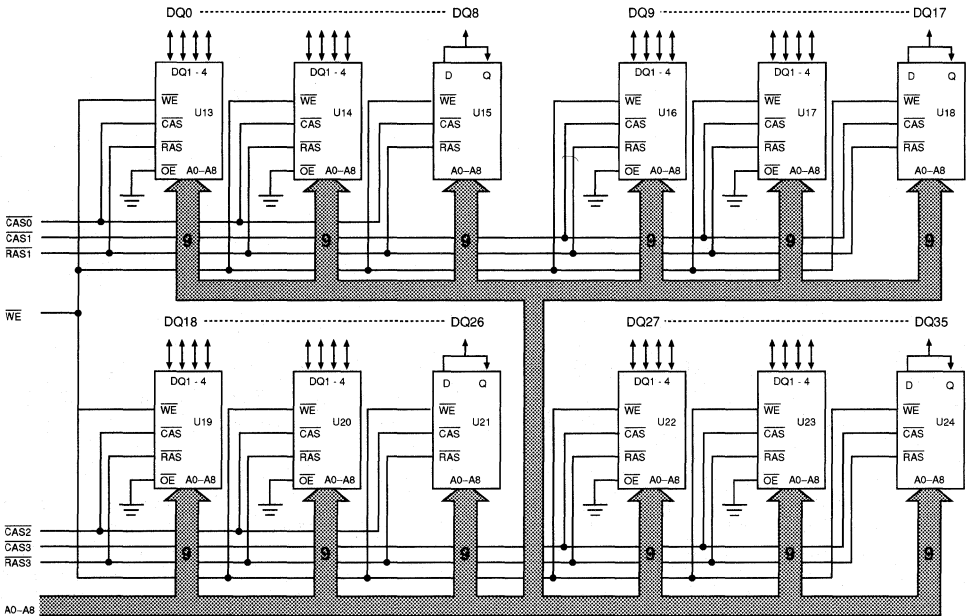 DQ0 DQ8 DQ9 DQ17
DQ1 - 4 DQ1 - 4 D Q DQ1 - 4 DQ1 - 4 D Q
WE WE WE WE WE WE
U13 U14 U15 U16 U17 U18
CAS CAS CAS CAS CAS CAS
RAS RAS RAS RAS RAS RAS
OE A0–A8 OE A0–A8 A0–A8 OE A0–A8 OE A0–A8 A0–A8
CAS0
CAS1
9 9 9 9 9 9
RAS1
WE
DQ18 DQ26 DQ27 DQ35
DQ1 - 4 DQ1 - 4 D Q DQ1 - 4 DQ1 - 4 D Q
WE WE WE WE WE WE
U19 U20 U21 U22 U23 U24
CAS CAS CAS CAS CAS CAS
RAS RAS RAS RAS RAS RAS
OE A0–A8 OE A0–A8 A0–A8 OE A0–A8 OE A0–A8 A0–A8
CAS2
CAS3
9 9 9 9 9 9
RAS3
A0–A8